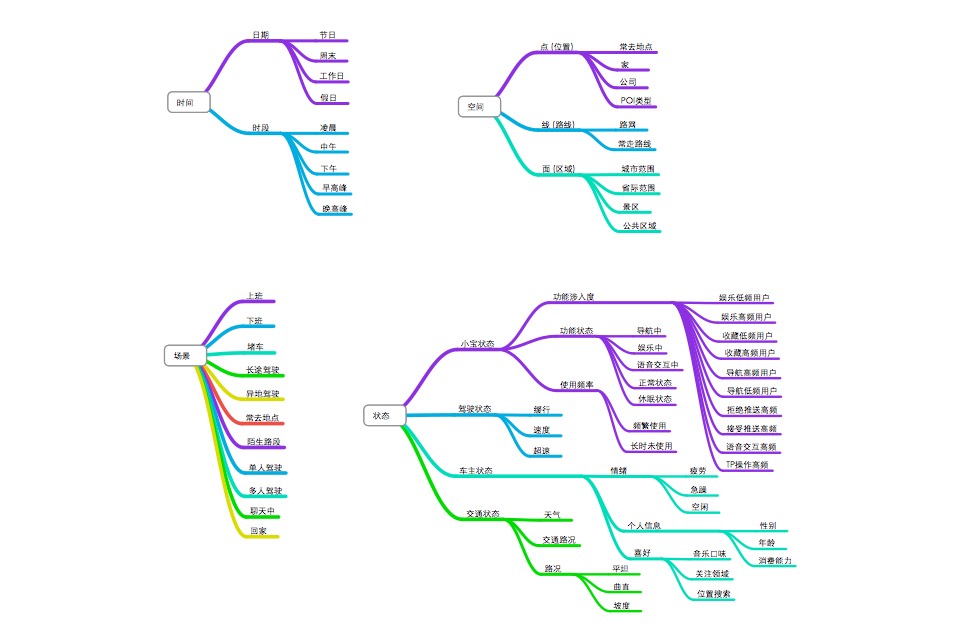 时间
日期
节日
周末
工作日
假日
时段
凌晨
中午
下午
早高峰
晚高峰
空间
点 (位置)
常去地点
家
公司
POI类型
线 (路线)
路网
常走路线
面 (区域)
城市范围
省际范围
景区
公共区域
场景
上班
下班
堵车
长途驾驶
异地驾驶
常去地点
陌生路段
单人驾驶
多人驾驶
聊天中
回家
状态
小宝状态
功能涉入度
娱乐低频用户
娱乐高频用户
收藏低频用户
收藏高频用户
导航高频用户
导航低频用户
拒绝推送高频
接受推送高频
语音交互高频
TP操作高频
功能状态
导航中
娱乐中
语音交互中
正常状态
休眠状态
使用频率
频繁使用
长时未使用
驾驶状态
缓行
速度
超速
车主状态
情绪
疲劳
急躁
空闲
个人信息
性别
年龄
消费能力
喜好
音乐口味
关注领域
位置搜索
交通状态
天气
交通路况
路况
平坦
曲直
坡度